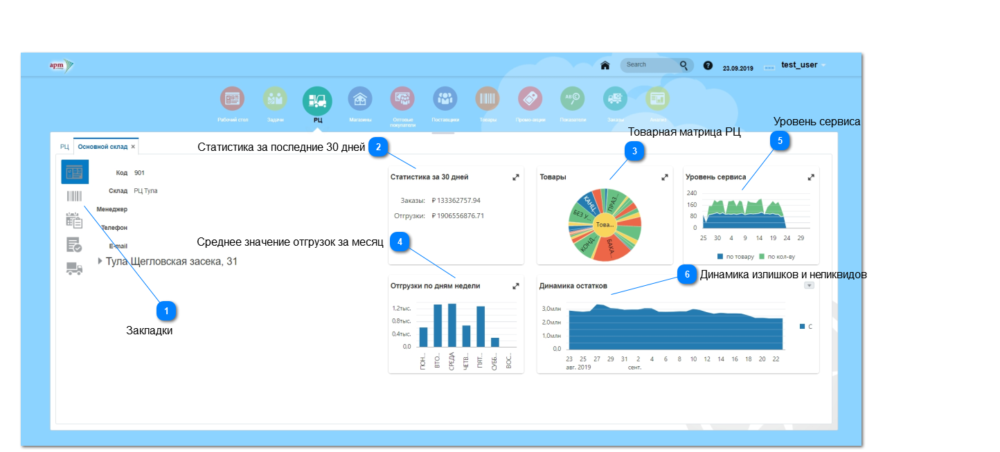 apm
Search
?
23.09.2019
test_user
Рабочий стол
Задачи
РЦ
Магазины
Оптовые
покупатели
Поставщики
Товары
Промо-акции
Показатели
Заказы
Анализ
Уровень сервиса
Товарная матрица РЦ
Статистика за последние 30 дней
2
3
5
РЦ
Основной склад ×
Код 901
Склад РЦ Тула
Менеджер
Телефон
E-mail
Тула Щегловская засека, 31
Статистика за 30 дней
Заказы: ₽ 133362757.94
Отгрузки: ₽ 1906556876.71
Товары
ПРАЗ...
КАНЦ...
БЕЗ У...
Това...
КОНД...
БАКА...
Уровень сервиса
240
160
80
0
25 30 4 9 14 19 24 29
по товару
по кол-ву
Среднее значение отгрузок за месяц
4
6
Динамика излишков и неликвидов
1
Закладки
Отгрузки по дням недели
1,2тыс.
0,8тыс.
0,4тыс.
0.0
ПОН...
ВТО...
СРЕДА
ЧЕТВ...
ПЯТ...
СУББ...
ВОС...
Динамика остатков
3,0млн
2,0млн
1,0млн
0.0
23 25 27 29 31 2 4 6 8 10 12 14 16 18 20 22
авг. 2019 сент.
С